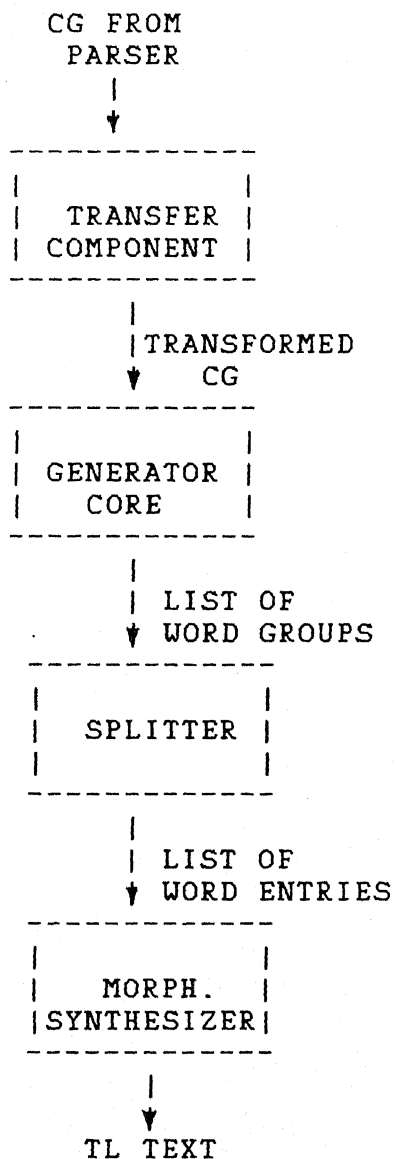 CG FROM
PARSER
TRANSFER
COMPONENT
TRANSFORMED
CG
GENERATOR
CORE
LIST OF
WORD GROUPS
SPLITTER
LIST OF
WORD ENTRIES
MORPH.
SYNTHESIZER
TL TEXT